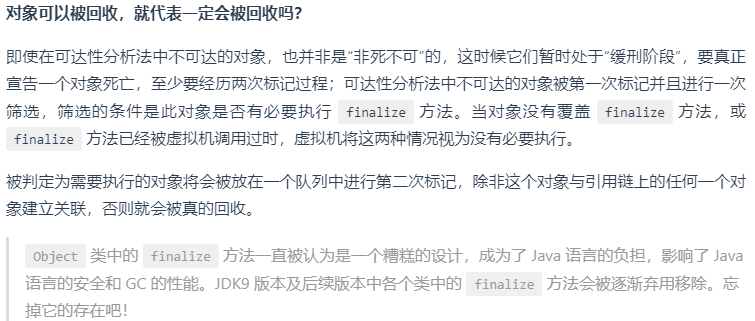 对象可以被回收，就代表一定会被回收吗？
即使在可达性分析法中不可达的对象，也并非是“非死不可”的，这时候它们暂时处于“缓刑阶段”，要真正
宣告一个对象死亡，至少要经历两次标记过程；可达性分析法中不可达的对象被第一次标记并且进行一次
筛选，筛选的条件是此对象是否有必要执行 finalize 方法。当对象没有覆盖 finalize 方法，或
finalize 方法已经被虚拟机调用过时，虚拟机将这两种情况视为没有必要执行。
被判定为需要执行的对象将会被放在一个队列中进行第二次标记，除非这个对象与引用链上的任何一个对
象建立关联，否则就会被真的回收。
Object 类中的 finalize 方法一直被认为是一个糟糕的设计，成为了 Java 语言的负担，影响了 Java
语言的安全和 GC 的性能。JDK9 版本及后续版本中各个类中的 finalize 方法会被逐渐弃用移除。忘
掉它的存在吧！